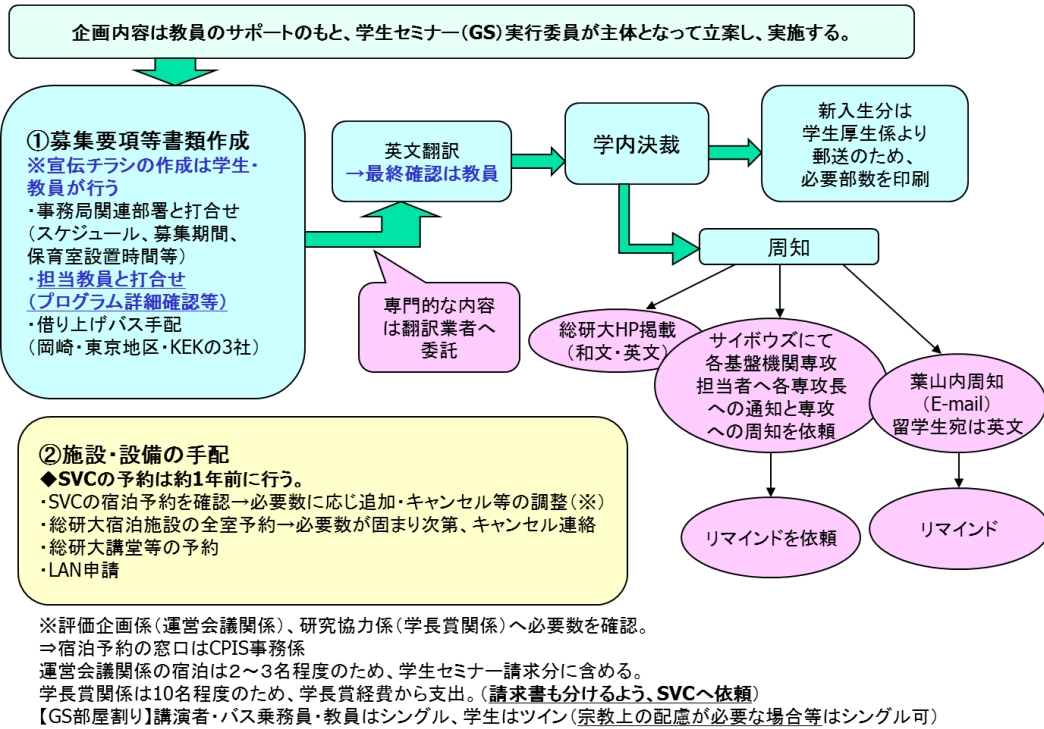 企画内容は教員のサポートのもと、学生セミナー(GS)実行委員が主体となって立案し、実施する。
①募集要項等書類作成
※宣伝チラシの作成は学生・
教員が行う
・事務局関連部署と打合せ
(スケジュール、募集期間、
保育室設置時間等)
・担当教員と打合せ
(プログラム詳細確認等)
・借り上げバス手配
(岡崎・東京地区・KEKの3社)
英文翻訳
→最終確認は教員
専門的な内容
は翻訳業者へ
委託
学内決裁
新入生分は
学生厚生係より
郵送のため、
必要部数を印刷
周知
総研大HP掲載
(和文・英文)
サイボウズにて
各基盤機関専攻
担当者へ各専攻長
への通知と専攻
への周知を依頼
葉山内周知
(E-mail)
留学生宛は英文
リマインドを依頼
リマインド
②施設・設備の手配
◆SVCの予約は約1年前に行う。
・SVCの宿泊予約を確認→必要数に応じ追加・キャンセル等の調整(※)
・総研大宿泊施設の全室予約→必要数が固まり次第、キャンセル連絡
・総研大講堂等の予約
・LAN申請
※評価企画係(運営会議関係)、研究協力係(学長賞関係)へ必要数を確認。
⇒宿泊予約の窓口はCPIS事務係
運営会議関係の宿泊は2～3名程度のため、学生セミナー請求分に含める。
学長賞関係は10名程度のため、学長賞経費から支出。(請求書も分けるよう、SVCへ依頼)
【GS部屋割り】講演者・バス乗務員・教員はシングル、学生はツイン(宗教上の配慮が必要な場合等はシングル可)